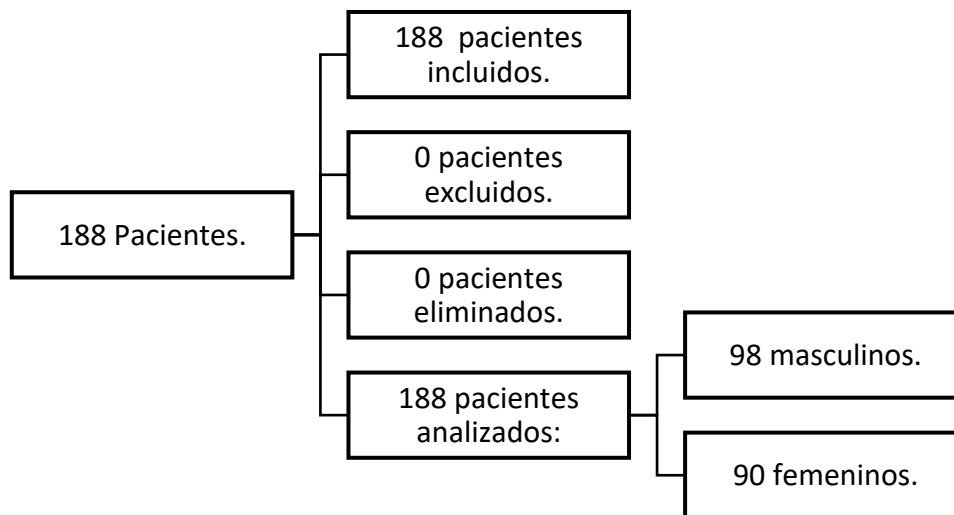 188 Pacientes.
188 pacientes
incluidos.
0 pacientes
excluidos.
0 pacientes
eliminados.
188 pacientes
analizados:
98 masculinos.
90 femeninos.